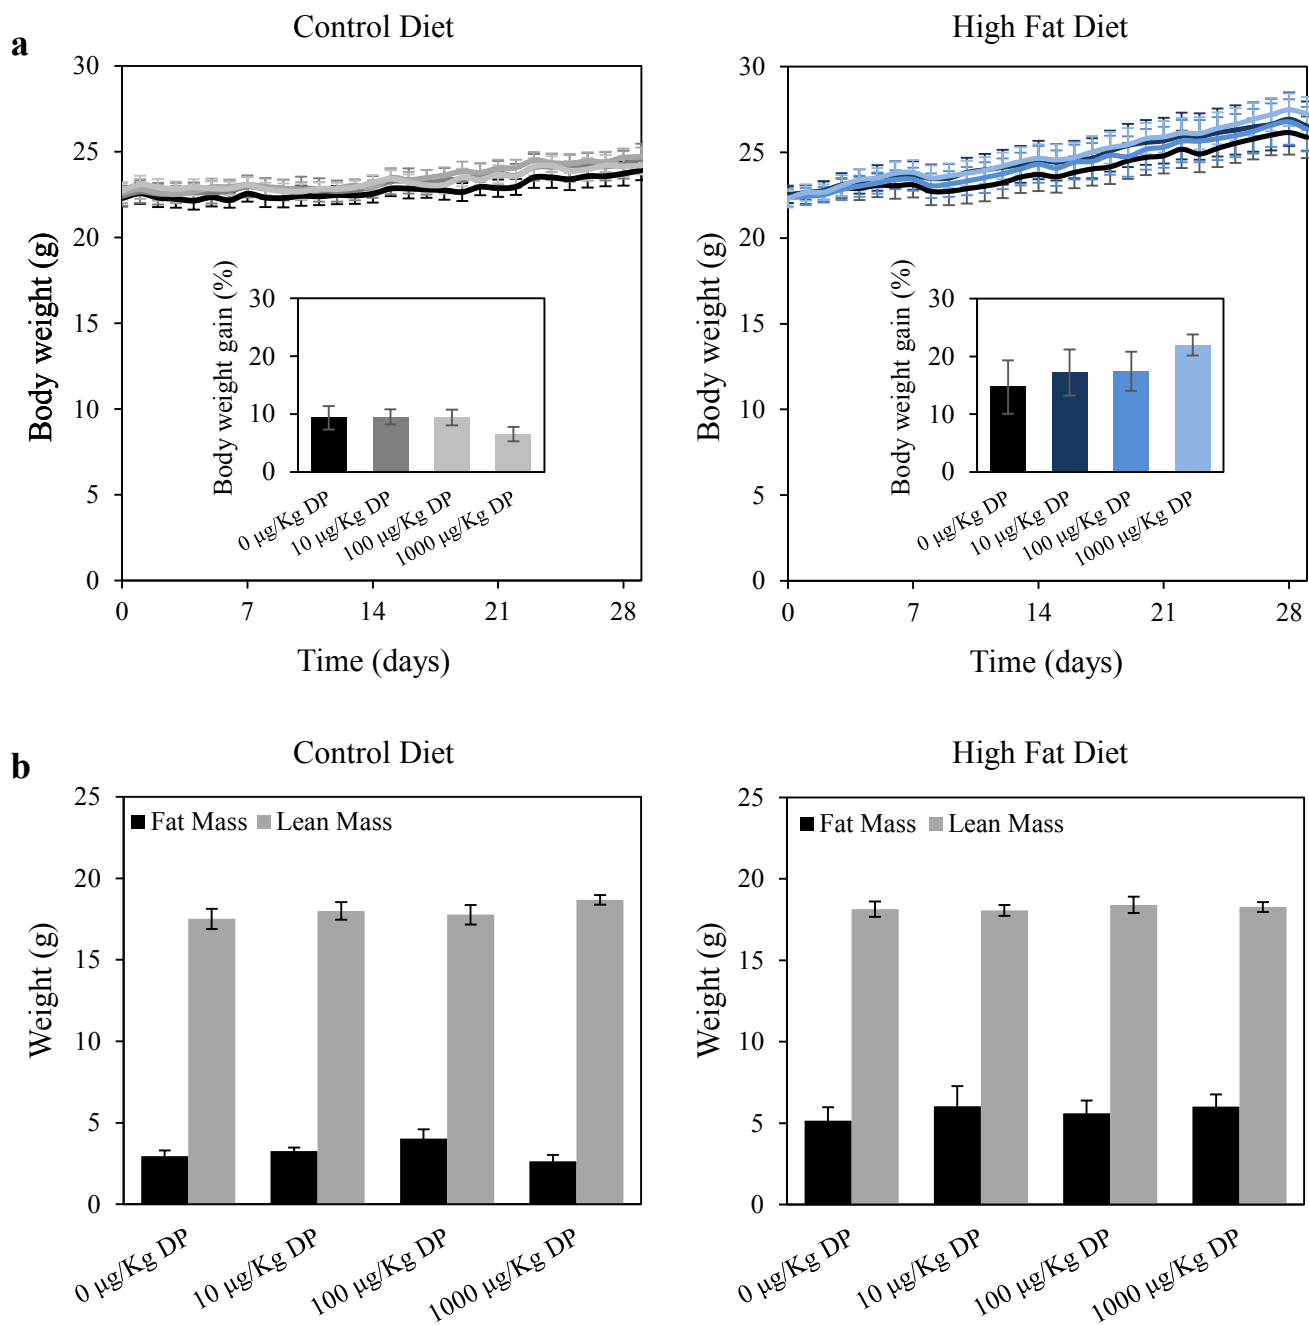 a
Control Diet
High Fat Diet
30
25
20
15
10
5
0
Body weight (g)
0
7
14
21
28
Time (days)
Body weight gain (%)
30
20
10
0
0 μg/Kg DP
10 μg/Kg DP
100 μg/Kg DP
1000 μg/Kg DP
30
25
20
15
10
5
0
Body weight (g)
0
7
14
21
28
Time (days)
Body weight gain (%)
30
20
10
0
0 μg/Kg DP
10 μg/Kg DP
100 μg/Kg DP
1000 μg/Kg DP
b
Control Diet
High Fat Diet
25
20
15
10
5
0
Weight (g)
Fat Mass
Lean Mass
0 μg/Kg DP
10 μg/Kg DP
100 μg/Kg DP
1000 μg/Kg DP
25
20
15
10
5
0
Weight (g)
Fat Mass
Lean Mass
0 μg/Kg DP
10 μg/Kg DP
100 μg/Kg DP
1000 μg/Kg DP